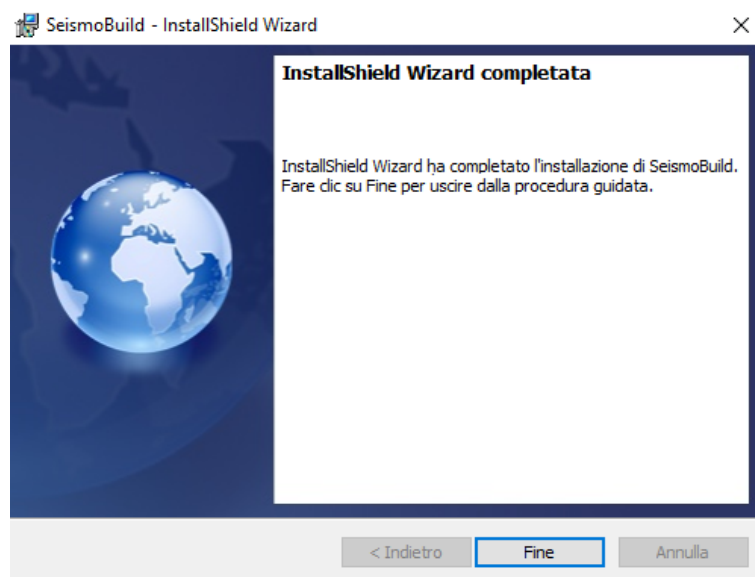 SeismoBuild - InstallShield Wizard
InstallShield Wizard completata
InstallShield Wizard ha completato l'installazione di SeismoBuild.
Fare clic su Fine per uscire dalla procedura guidata.
< Indietro Fine Annulla